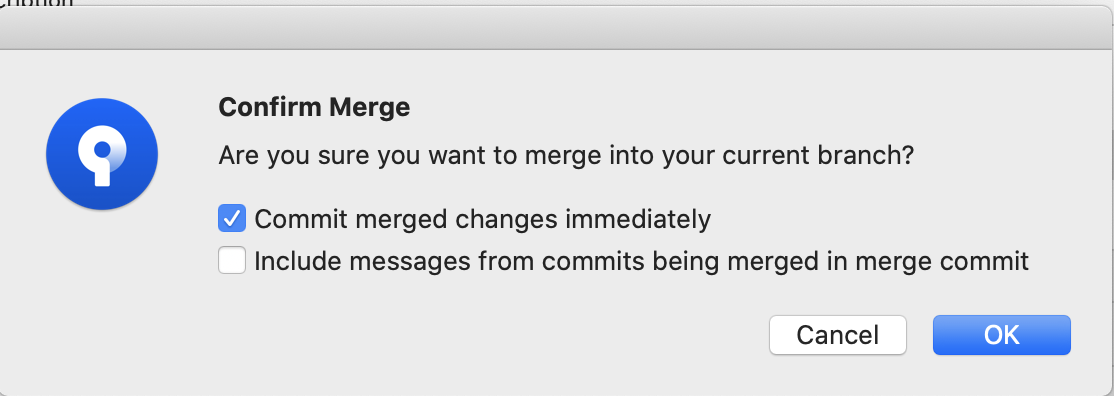 Confirm Merge
Are you sure you want to merge into your current branch?
Commit merged changes immediately
Include messages from commits being merged in merge commit
Cancel
OK